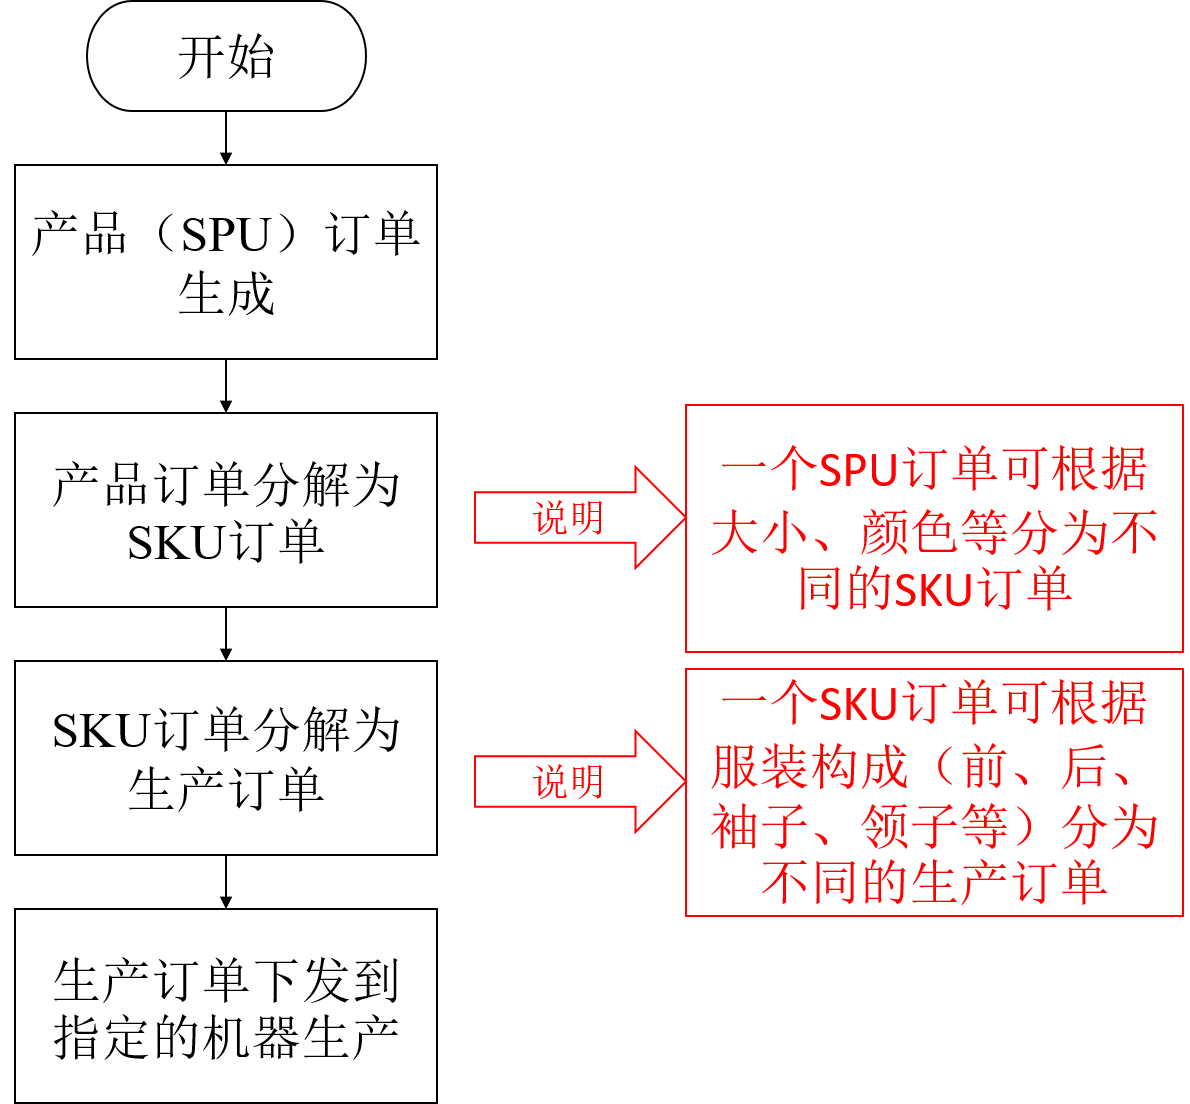 开始
产品（SPU）订单
生成
产品订单分解为
SKU订单
说明
一个SPU订单可根据
大小、颜色等分为不
同的SKU订单
SKU订单分解为
生产订单
说明
一个SKU订单可根据
服装构成（前、后、
袖子、领子等）分为
不同的生产订单
生产订单下发到
指定的机器生产